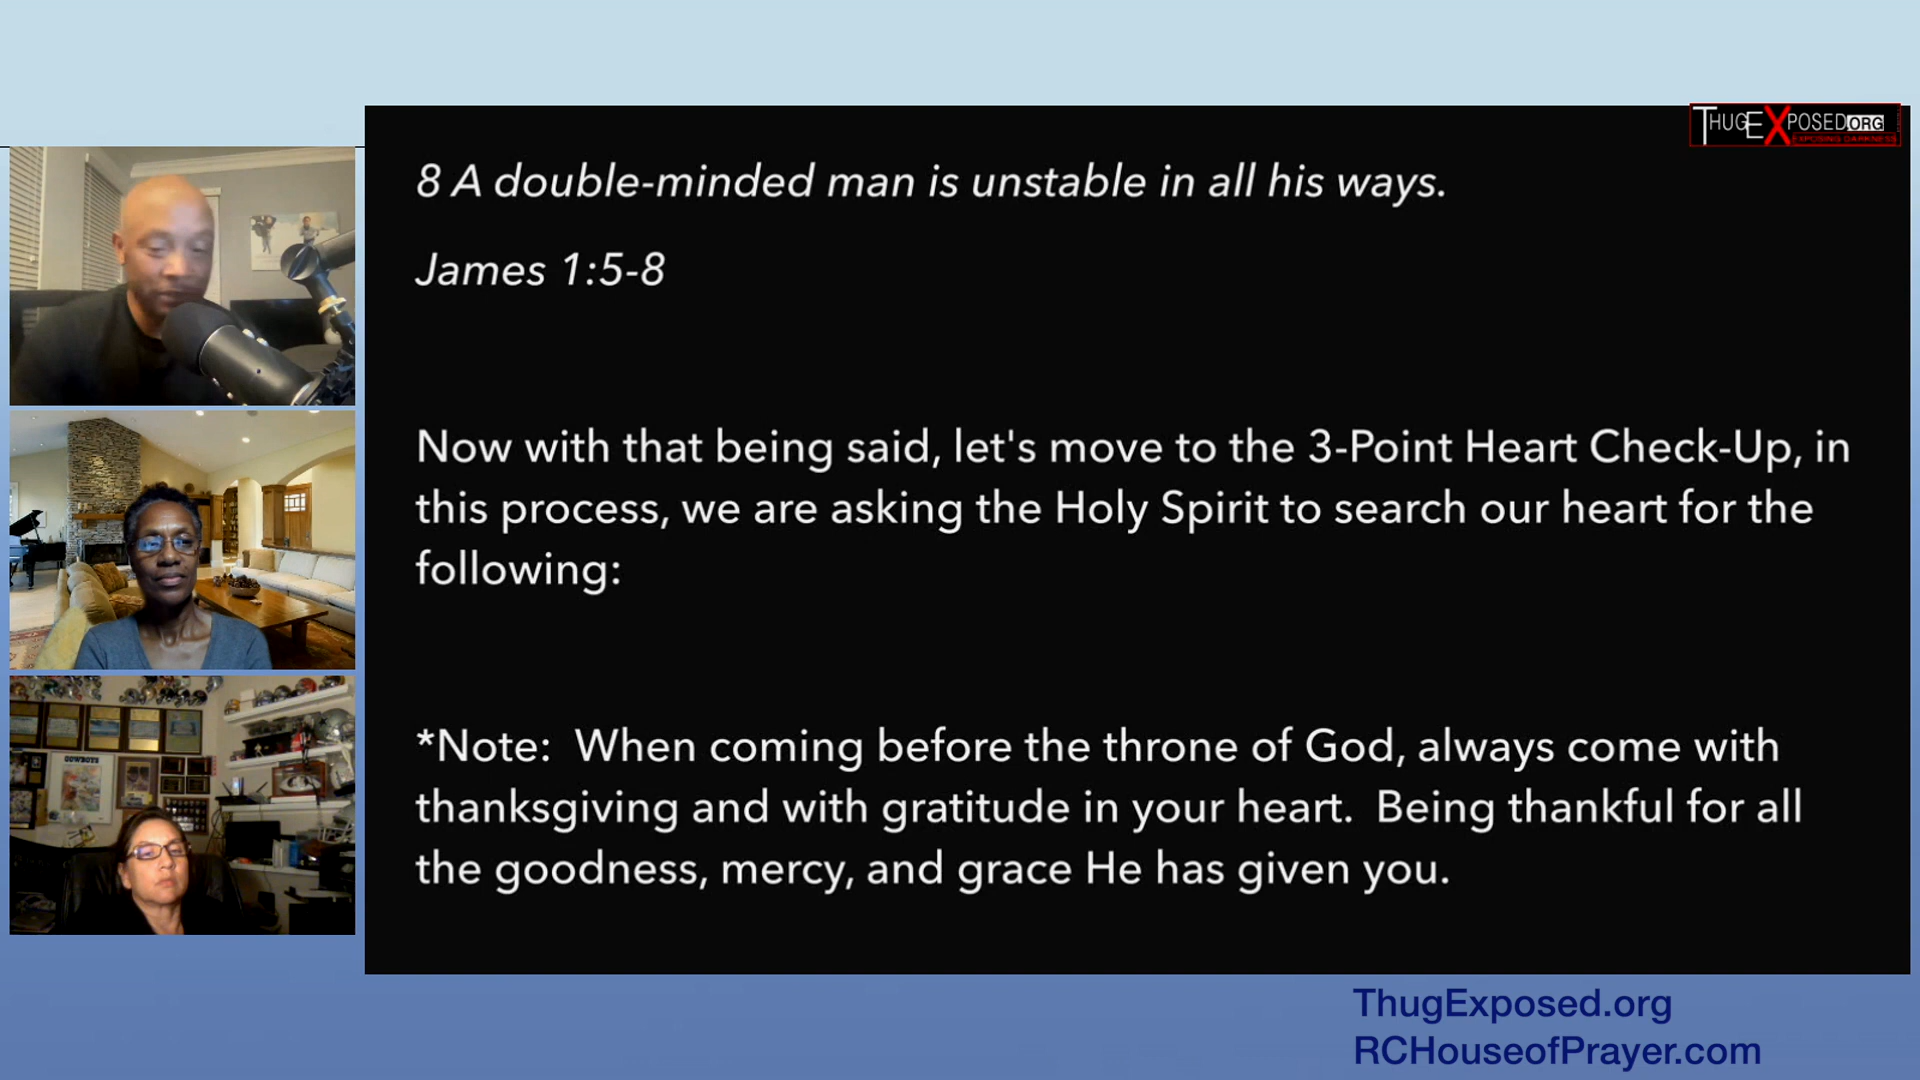 THUGEXPOSED.ORG
EXPOSING DARKNESS
8 A double-minded man is unstable in all his ways.
James 1:5-8
Now with that being said, let's move to the 3-Point Heart Check-Up, in
this process, we are asking the Holy Spirit to search our heart for the
following:
*Note:  When coming before the throne of God, always come with
thanksgiving and with gratitude in your heart.  Being thankful for all
the goodness, mercy, and grace He has given you.
COWBOYS
ThugExposed.org
RCHouseofPrayer.com